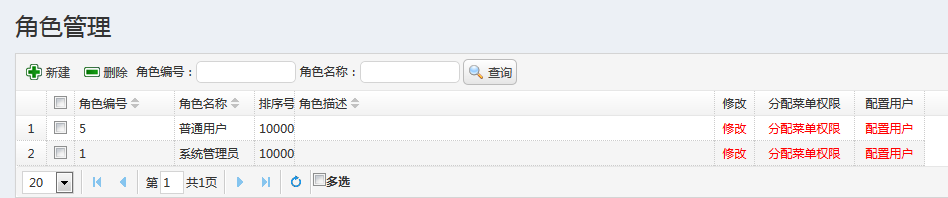 角色管理
新建 删除 角色编号： 角色名称： 查询
角色编号 角色名称 排序号 角色描述 修改 分配菜单权限 配置用户
1 5 普通用户 10000 修改 分配菜单权限 配置用户
2 1 系统管理员 10000 修改 分配菜单权限 配置用户
20 第 1 共1页 多选